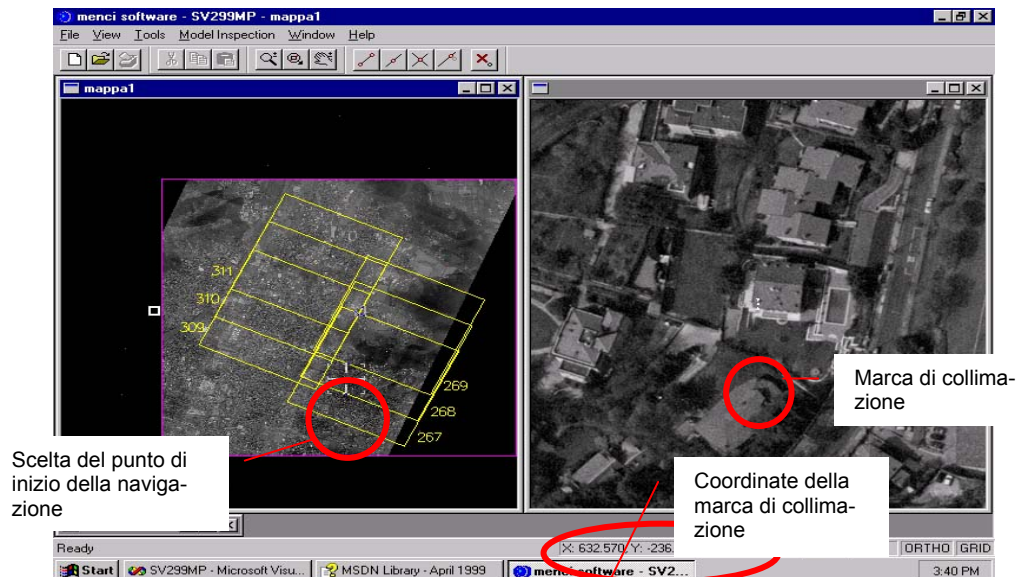 menci software - SV299MP - mappa1
File View Tools Model Inspection Window Help
mappa1
311
310
309
269
268
267
Marca di collima-
zione
Scelta del punto di
inizio della naviga-
zione
Coordinate della
marca di collima-
zione
Ready
X: 632.570, Y: -236.
ORTHO GRID
Start
SV299MP - Microsoft Visu...
MSDN Library - April 1999
menci software - SV2...
3:40 PM